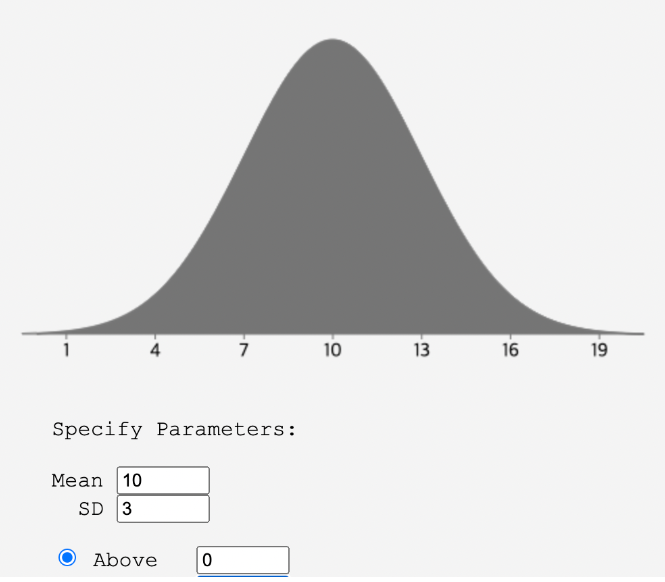 1 4 7 10 13 16 19
Specify Parameters:
Mean 10
SD 3
Above 0